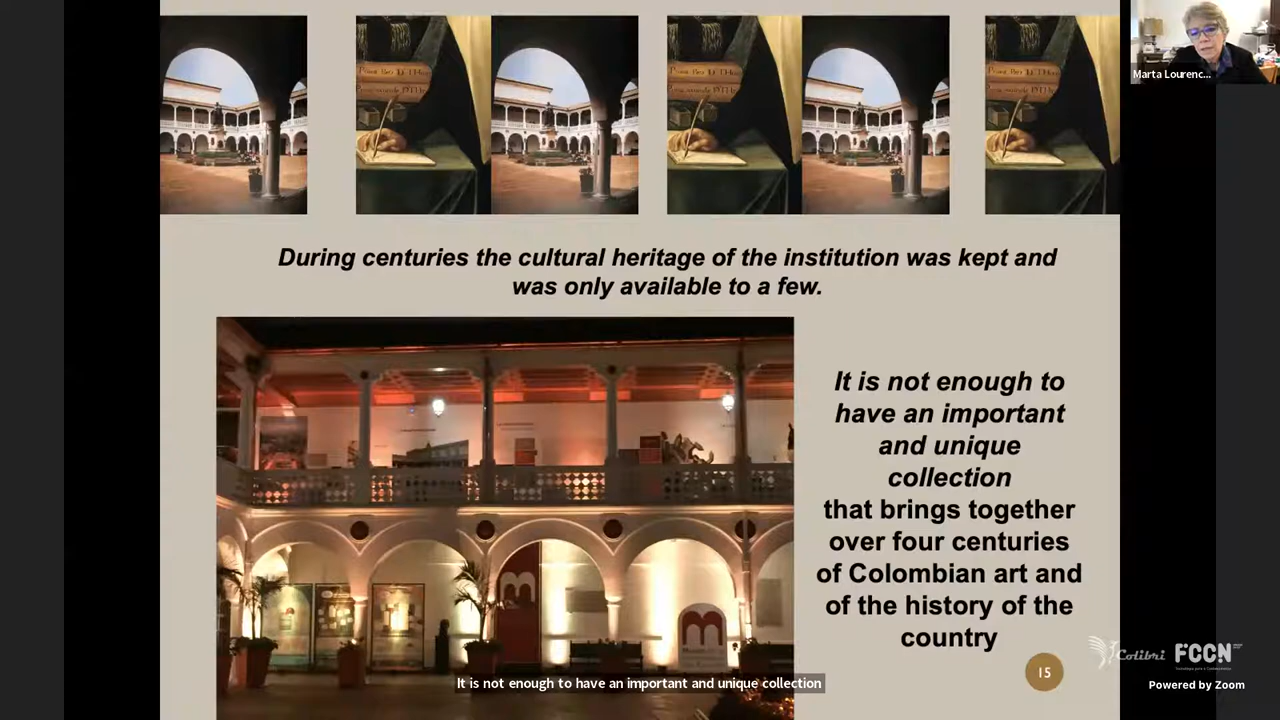 Marta Lourenc...
During centuries the cultural heritage of the institution was kept and
was only available to a few.
It is not enough to
have an important
and unique
collection
that brings together
over four centuries
of Colombian art and
of the history of the
country
15
It is not enough to have an important and unique collection
Colibri
FCCN
Powered by Zoom